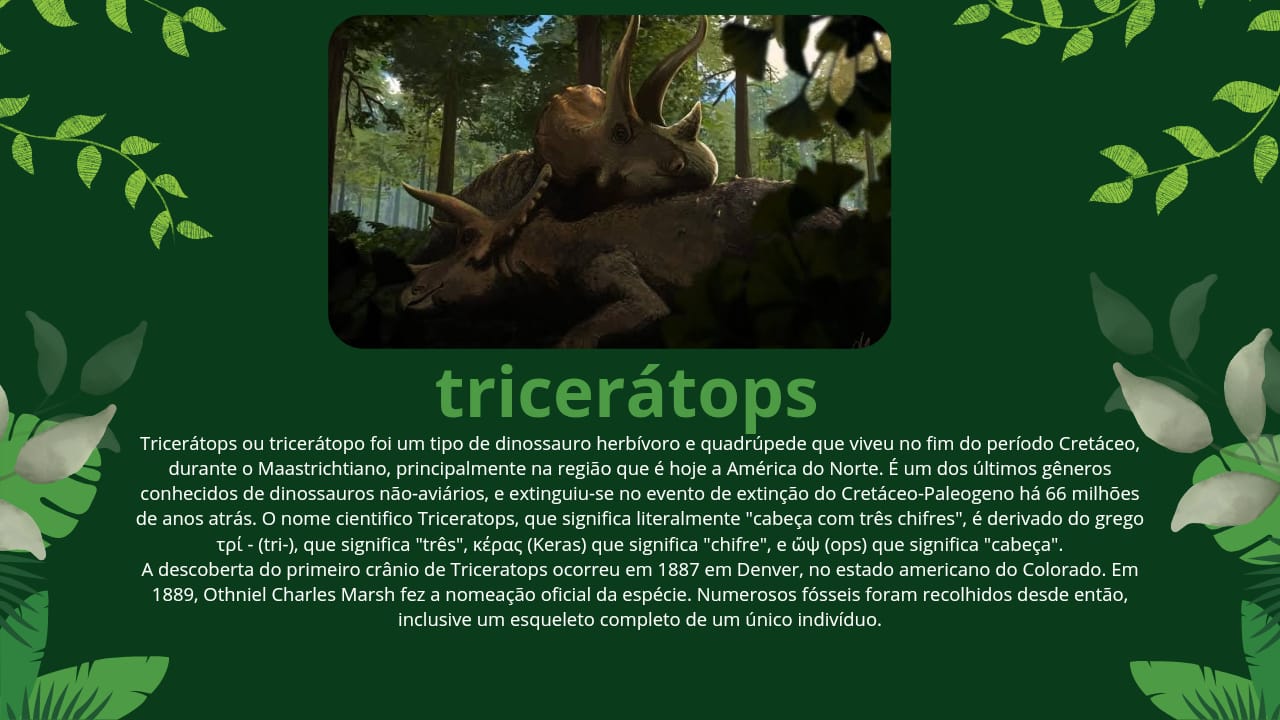 tricerátops
Tricerátops ou tricerátopo foi um tipo de dinossauro herbívoro e quadrúpede que viveu no fim do período Cretáceo,
durante o Maastrichtiano, principalmente na região que é hoje a América do Norte. É um dos últimos gêneros
conhecidos de dinossauros não-aviários, e extinguiu-se no evento de extinção do Cretáceo-Paleogeno há 66 milhões
de anos atrás. O nome cientifico Triceratops, que significa literalmente "cabeça com três chifres", é derivado do grego
τρί - (tri-), que significa "três", κέρας (Keras) que significa "chifre", e ὤψ (ops) que significa "cabeça".
A descoberta do primeiro crânio de Triceratops ocorreu em 1887 em Denver, no estado americano do Colorado. Em
1889, Othniel Charles Marsh fez a nomeação oficial da espécie. Numerosos fósseis foram recolhidos desde então,
inclusive um esqueleto completo de um único indivíduo.